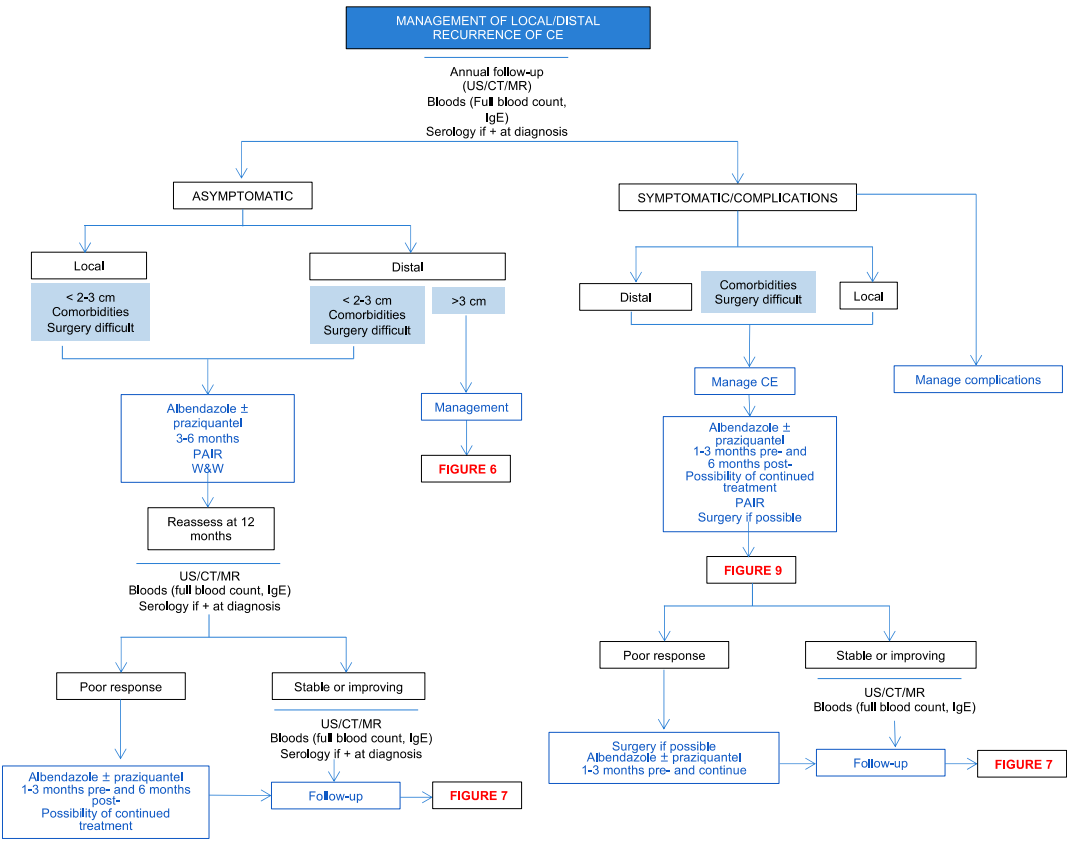 MANAGEMENT OF LOCAL/DISTAL
RECURRENCE OF CE
Annual follow-up
(US/CT/MR)
Bloods (Full blood count,
IgE)
Serology if + at diagnosis
ASYMPTOMATIC
SYMPTOMATIC/COMPLICATIONS
Local
Distal
< 2-3 cm
Comorbidities
Surgery difficult
< 2-3 cm
Comorbidities
Surgery difficult
>3 cm
Distal
Comorbidities
Surgery difficult
Local
Manage CE
Manage complications
Albendazole ±
praziquantole
3-6 months
PAIR
W&W
Management
FIGURE 6
Albendazole ±
praziquantel
1-3 months pre- and
6 months post-
Possibility of continued
treatment
PAIR
Surgery if possible
Reassess at 12
months
US/CT/MR
Bloods (full blood count, IgE)
Serology if + at diagnosis
FIGURE 9
Poor response
Stable or improving
US/CT/MR
Bloods (full blood count, IgE)
Serology if + at diagnosis
Poor response
Stable or improving
US/CT/MR
Bloods (full blood count, IgE)
Albendazole ± praziquantel
1-3 months pre- and 6 months
post-
Possibility of continued
treatment
Follow-up
FIGURE 7
Surgery if possible
Albendazole ± praziquantel
1-3 months pre- and continue
Follow-up
FIGURE 7